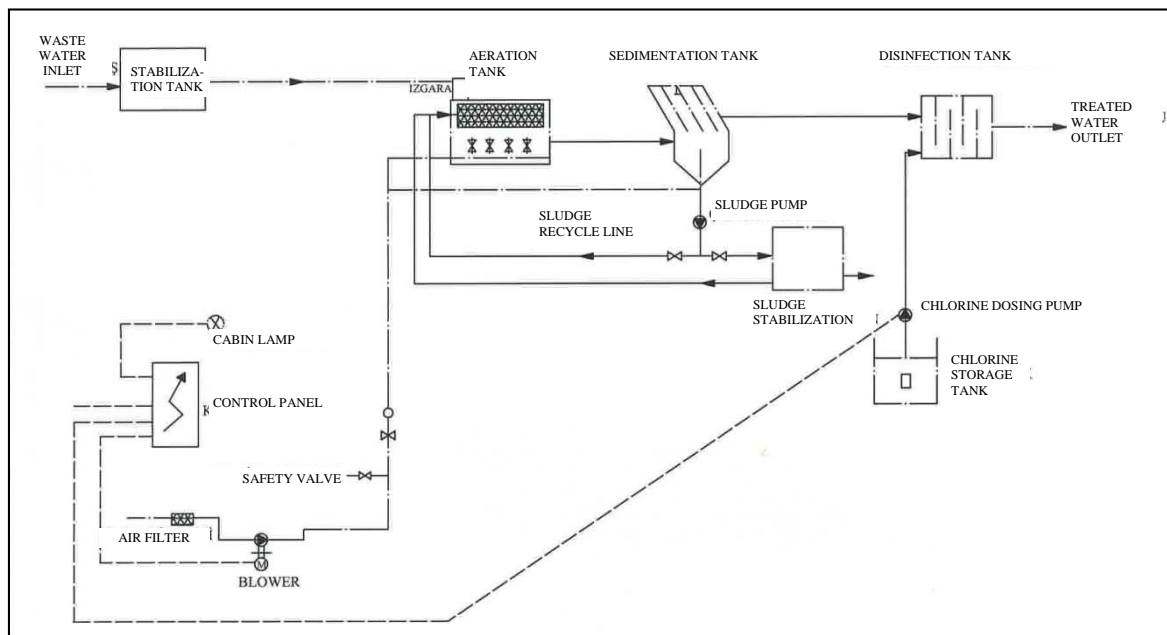 WASTE
WATER
INLET
STABILIZA-
TION TANK
AERATION
TANK
IZGARA
SEDIMENTATION TANK
DISINFECTION TANK
TREATED
WATER
OUTLET
SLUDGE PUMP
SLUDGE
RECYCLE LINE
SLUDGE
STABILIZATION
CHLORINE DOSING PUMP
CHLORINE
STORAGE
TANK
CABIN LAMP
CONTROL PANEL
SAFETY VALVE
AIR FILTER
M
BLOWER